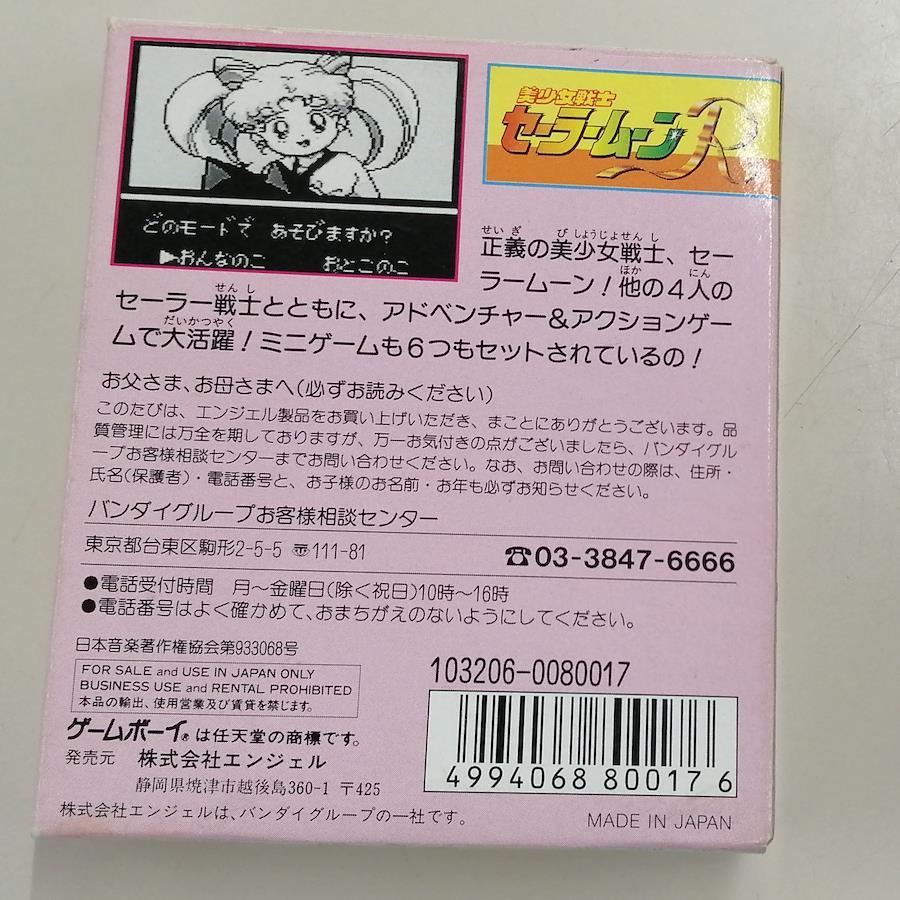 どのモードで あそびますか?
▶おんなのこ おとこのこ
美少女戦士
セーラームーンR
せいぎ びしょうじょせんし
正義の美少女戦士、セー
ほか にん
ラームーン!他の4人の
せんし
セーラー戦士とともに、アドベンチャー&アクションゲー
だいかつやく
ムで大活躍!ミニゲームも6つもセットされているの!
お父さま、お母さまへ(必ずお読みください)
このたびは、エンジェル製品をお買い上げいただき、まことにありがとうございます。品
質管理には万全を期しておりますが、万一お気付きの点がございましたら、バンダイグル
ープお客様相談センターまでお問い合わせください。なお、お問い合わせの際は、住所・
氏名(保護者)・電話番号と、お子様のお名前・お年も必ずお知らせください。
バンダイグループお客様相談センター
東京都台東区駒形2-5-5 〠111-81 ☎03-3847-6666
●電話受付時間 月~金曜日(除く祝日)10時~16時
●電話番号はよく確かめて、おまちがえのないようにしてください。
日本音楽著作権協会第933068号
FOR SALE and USE IN JAPAN ONLY
BUSINESS USE and RENTAL PROHIBITED
本品の輸出、使用営業及び賃貸を禁じます。
103206-0080017
ゲームボーイ®は任天堂の商標です。
発売元 株式会社エンジェル
静岡県焼津市越後島360-1 〒425
4994068800176
株式会社エンジェルは、バンダイグループの一社です。
MADE IN JAPAN